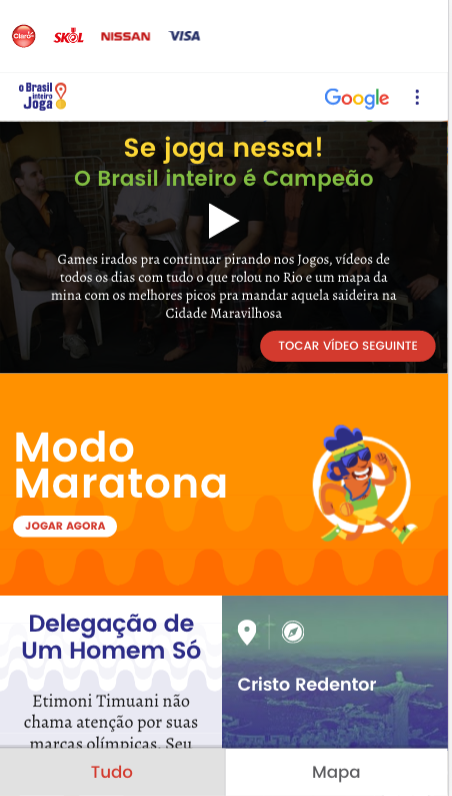 Claro
SKOL
NISSAN
VISA
o Brasil
inteiro
Joga
Google
Se joga nessa!
O Brasil inteiro é Campeão
Games irados pra continuar pirando nos Jogos, vídeos de
todos os dias com tudo o que rolou no Rio e um mapa da
mina com os melhores picos pra mandar aquela saideira na
Cidade Maravilhosa
TOCAR VÍDEO SEGUINTE
Modo
Maratona
JOGAR AGORA
Delegação de
Um Homem Só
Etimoni Timuani não
chama atenção por suas
marcas olímpicas. Seu
Cristo Redentor
Tudo
Mapa